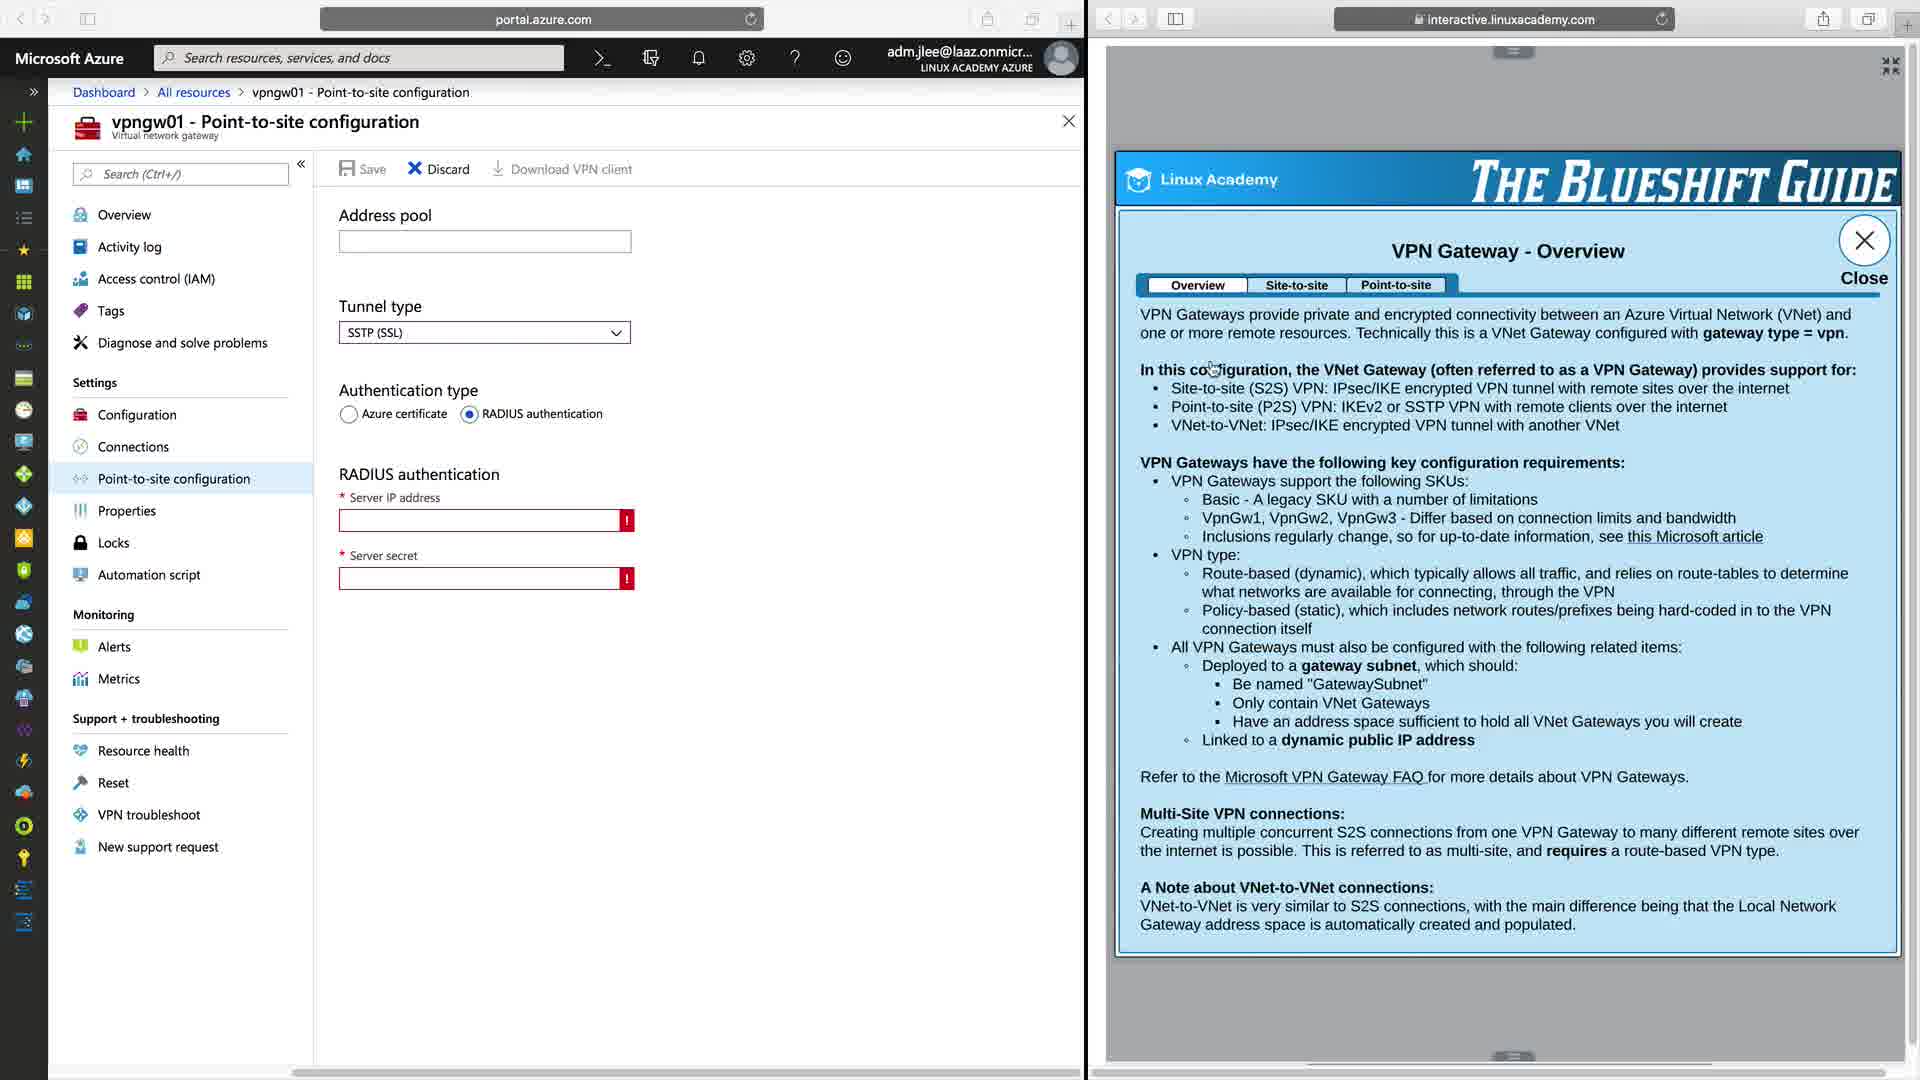 portal.azure.com
Microsoft Azure
Search resources, services, and docs
adm.jlee@laaz.onmicr...
LINUX ACADEMY AZURE
Dashboard > All resources > vpngw01 - Point-to-site configuration
vpngw01 - Point-to-site configuration
Virtual network gateway
Search (Ctrl+/)
Overview
Activity log
Access control (IAM)
Tags
Diagnose and solve problems
Settings
Configuration
Connections
Point-to-site configuration
Properties
Locks
Automation script
Monitoring
Alerts
Metrics
Support + troubleshooting
Resource health
Reset
VPN troubleshoot
New support request
Save
Discard
Download VPN client
Address pool
Tunnel type
SSTP (SSL)
Authentication type
Azure certificate
RADIUS authentication
RADIUS authentication
* Server IP address
* Server secret
interactive.linuxacademy.com
Linux Academy
THE BLUESHIFT GUIDE
VPN Gateway - Overview
Close
Overview
Site-to-site
Point-to-site
VPN Gateways provide private and encrypted connectivity between an Azure Virtual Network (VNet) and
one or more remote resources. Technically this is a VNet Gateway configured with gateway type = vpn.
In this configuration, the VNet Gateway (often referred to as a VPN Gateway) provides support for:
• Site-to-site (S2S) VPN: IPsec/IKE encrypted VPN tunnel with remote sites over the internet
• Point-to-site (P2S) VPN: IKEv2 or SSTP VPN with remote clients over the internet
• VNet-to-VNet: IPsec/IKE encrypted VPN tunnel with another VNet
VPN Gateways have the following key configuration requirements:
• VPN Gateways support the following SKUs:
◦ Basic - A legacy SKU with a number of limitations
◦ VpnGw1, VpnGw2, VpnGw3 - Differ based on connection limits and bandwidth
◦ Inclusions regularly change, so for up-to-date information, see this Microsoft article
• VPN type:
◦ Route-based (dynamic), which typically allows all traffic, and relies on route-tables to determine
what networks are available for connecting, through the VPN
◦ Policy-based (static), which includes network routes/prefixes being hard-coded in to the VPN
connection itself
• All VPN Gateways must also be configured with the following related items:
◦ Deployed to a gateway subnet, which should:
▪ Be named "GatewaySubnet"
▪ Only contain VNet Gateways
▪ Have an address space sufficient to hold all VNet Gateways you will create
◦ Linked to a dynamic public IP address
Refer to the Microsoft VPN Gateway FAQ for more details about VPN Gateways.
Multi-Site VPN connections:
Creating multiple concurrent S2S connections from one VPN Gateway to many different remote sites over
the internet is possible. This is referred to as multi-site, and requires a route-based VPN type.
A Note about VNet-to-VNet connections:
VNet-to-VNet is very similar to S2S connections, with the main difference being that the Local Network
Gateway address space is automatically created and populated.